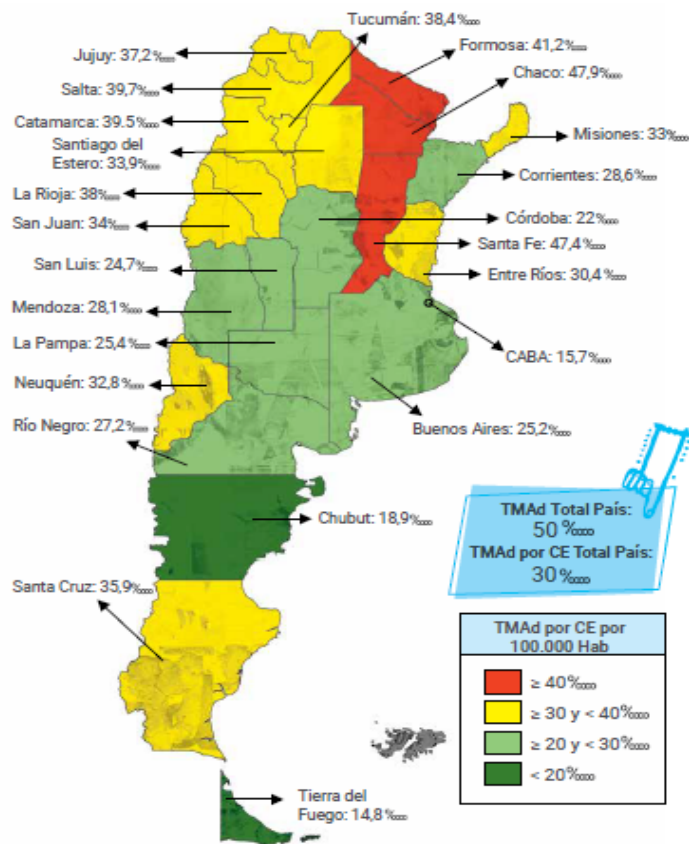 Tucumán: 38,4‱
Jujuy: 37,2‱
Formosa: 41,2‱
Salta: 39,7‱
Chaco: 47,9‱
Catamarca: 39.5‱
Misiones: 33‱
Santiago del
Estero: 33,9‱
Corrientes: 28,6‱
La Rioja: 38‱
Córdoba: 22‱
San Juan: 34‱
Santa Fe: 47,4‱
San Luis: 24,7‱
Entre Ríos: 30,4‱
Mendoza: 28,1‱
La Pampa: 25,4‱
CABA: 15,7‱
Neuquén: 32,8‱
Río Negro: 27,2‱
Buenos Aires: 25,2‱
TMAd Total País:
50‱
TMAd por CE Total País:
30‱
Chubut: 18,9‱
Santa Cruz: 35,9‱
TMAd por CE por
100.000 Hab
≥ 40‱
≥ 30 y < 40‱
≥ 20 y < 30‱
< 20‱
Tierra del
Fuego: 14,8‱